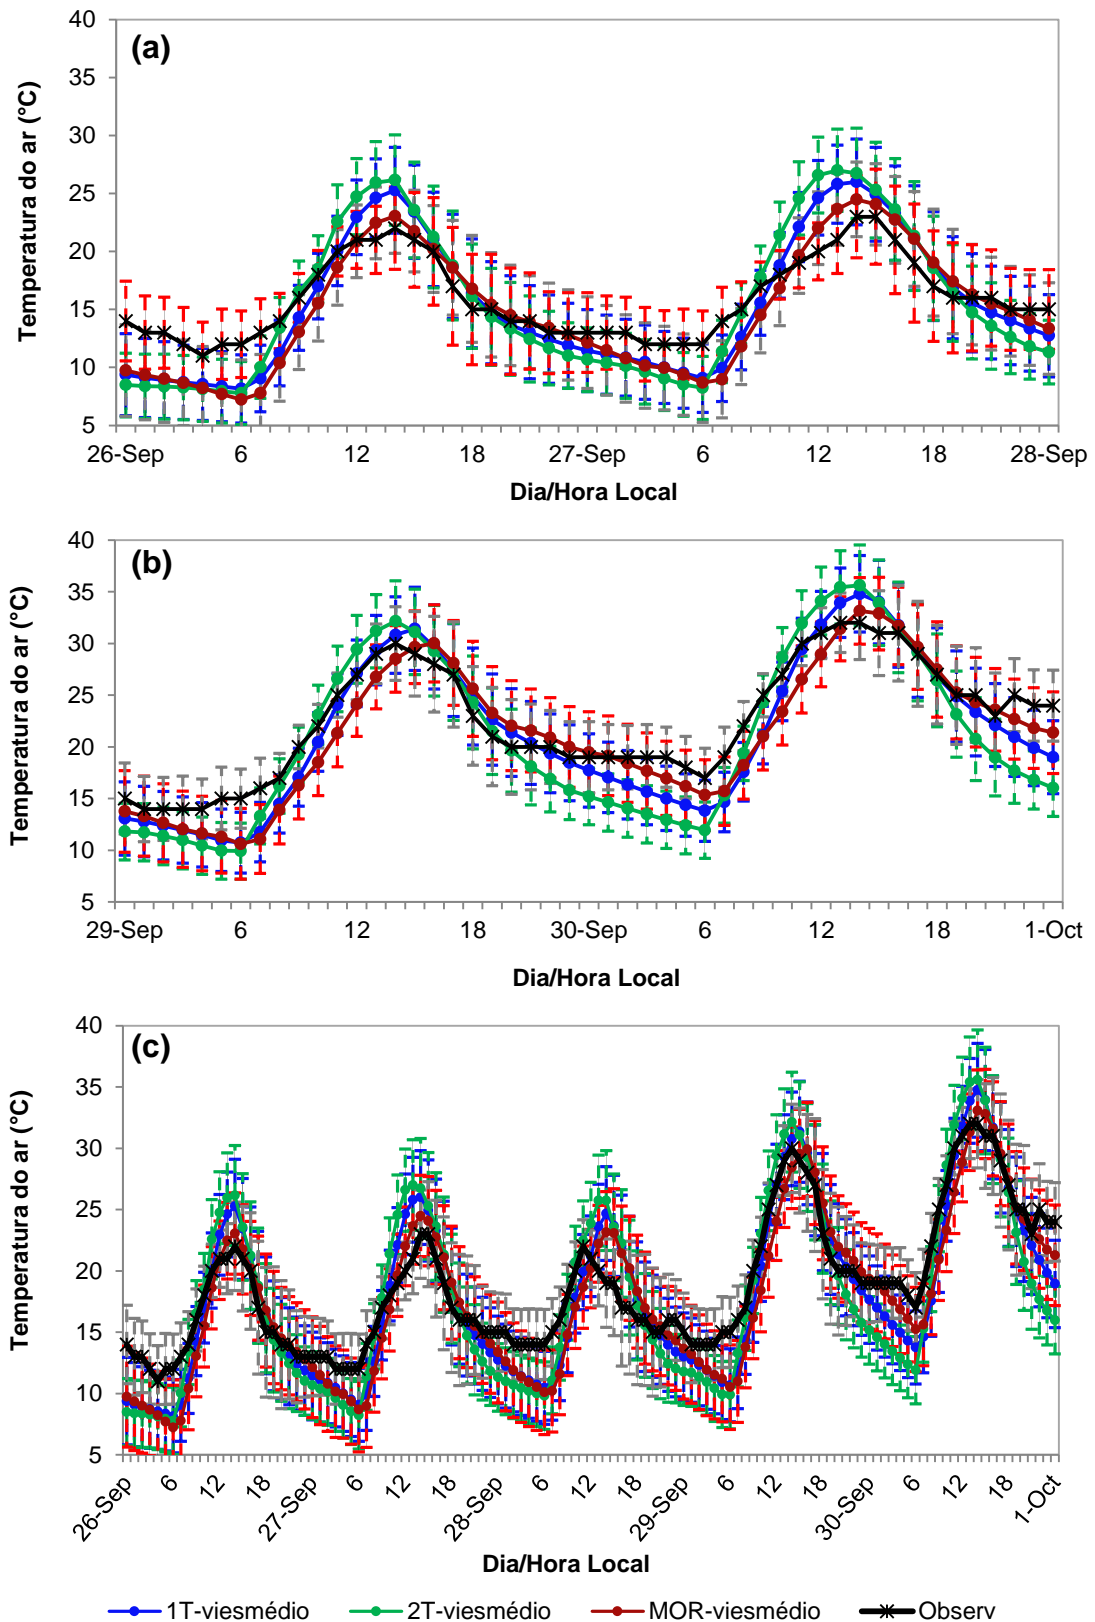 (a)
Temperatura do ar (°C)
40
35
30
25
20
15
10
5
26-Sep 6 12 18 27-Sep 6 12 18 28-Sep
Dia/Hora Local
(b)
Temperatura do ar (°C)
40
35
30
25
20
15
10
5
29-Sep 6 12 18 30-Sep 6 12 18 1-Oct
Dia/Hora Local
(c)
Temperatura do ar (°C)
40
35
30
25
20
15
10
5
26-Sep 6 12 18 27-Sep 6 12 18 28-Sep 6 12 18 29-Sep 6 12 18 30-Sep 6 12 18 1-Oct
Dia/Hora Local
1T-viesmédio 2T-viesmédio MOR-viesmédio Observ